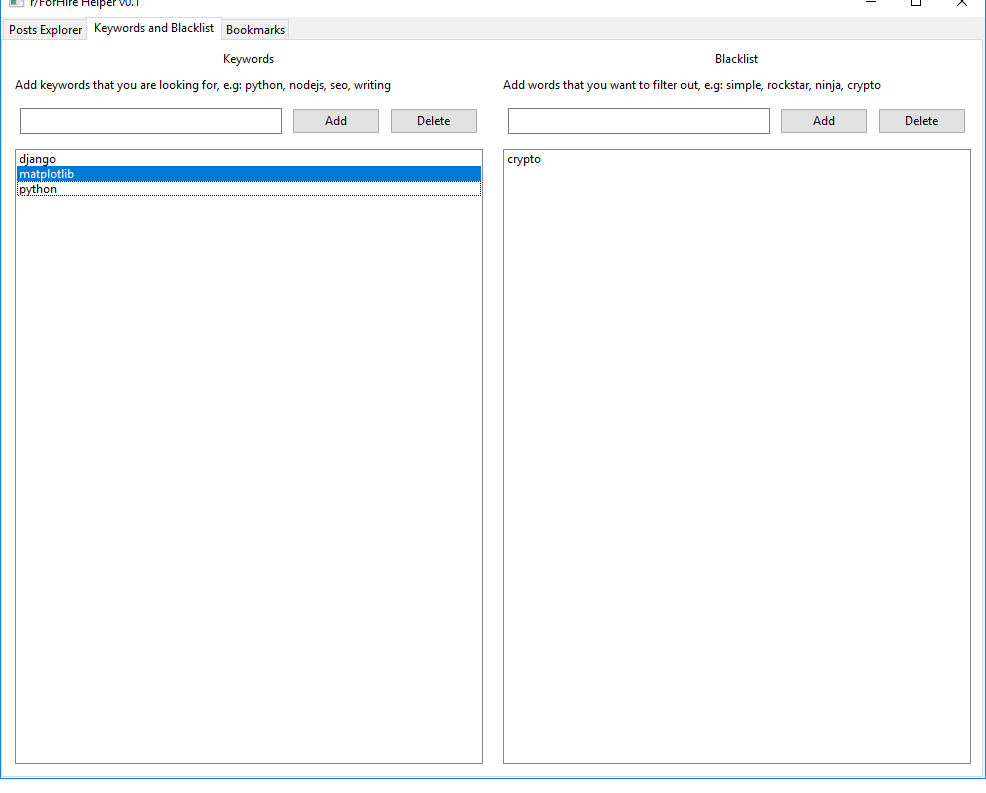 r/ForHire Helper v0.1
Posts Explorer Keywords and Blacklist Bookmarks
Keywords
Add keywords that you are looking for, e.g: python, nodejs, seo, writing
Add Delete
django
matplotlib
python
Blacklist
Add words that you want to filter out, e.g: simple, rockstar, ninja, crypto
Add Delete
crypto